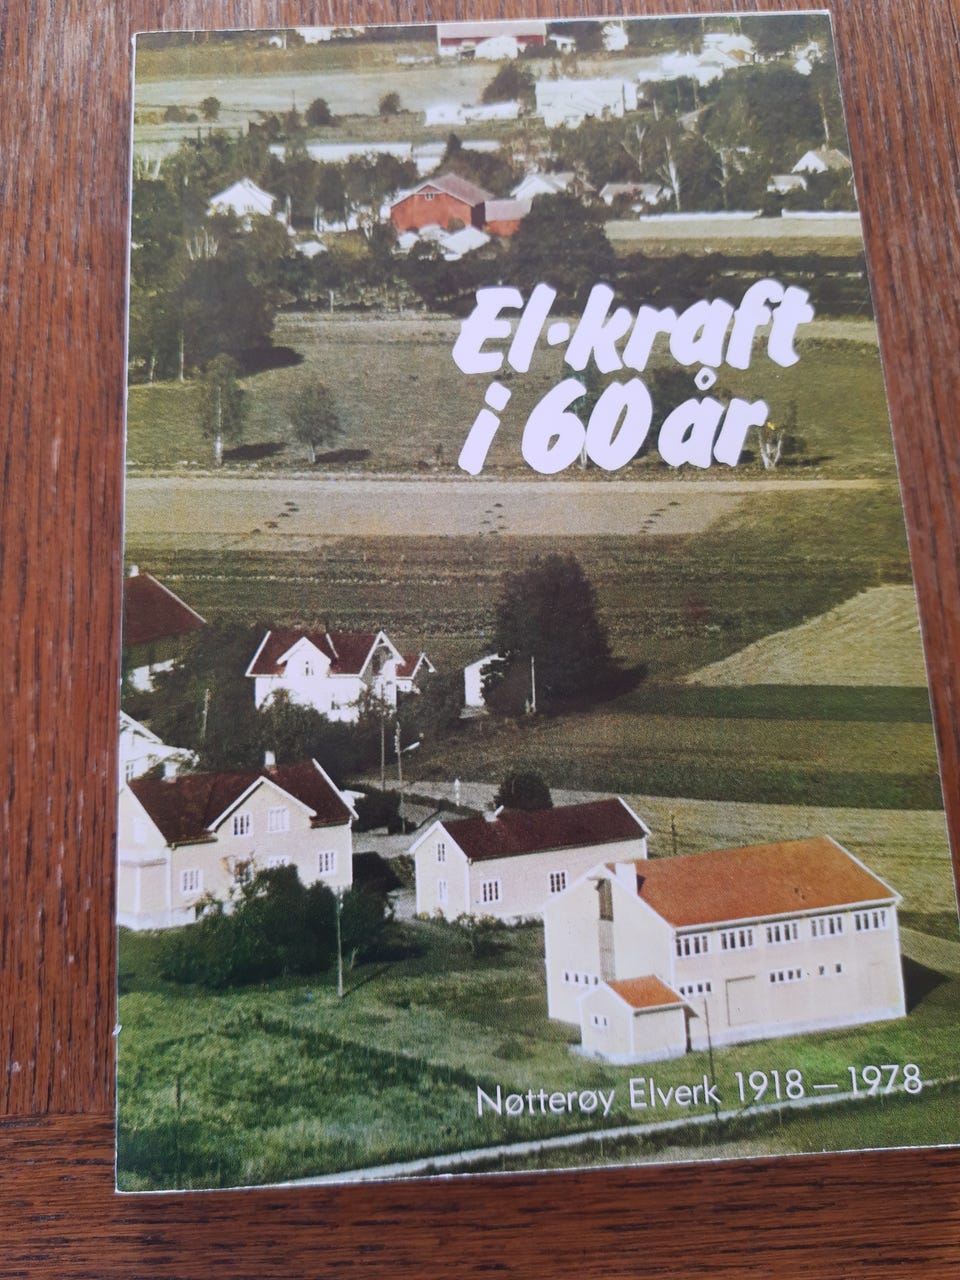 El-kraft
i 60 år
Nøtterøy Elverk 1918 – 1978